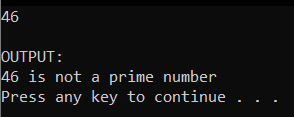 46
OUTPUT:
46 is not a prime number
Press any key to continue . . .